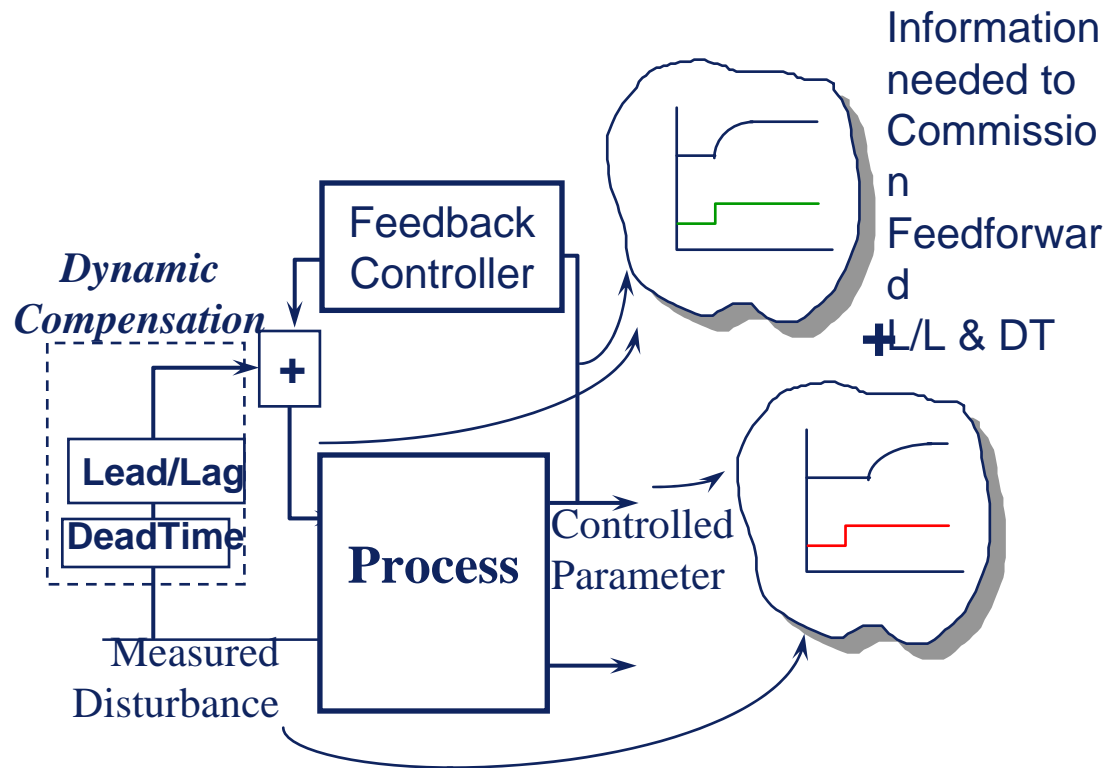 Information
needed to
Commissio
n
Feedforwar
d
+L/L & DT
Feedback
Controller
Dynamic
Compensation
+
Lead/Lag
DeadTime
Process
Controlled
Parameter
Measured
Disturbance